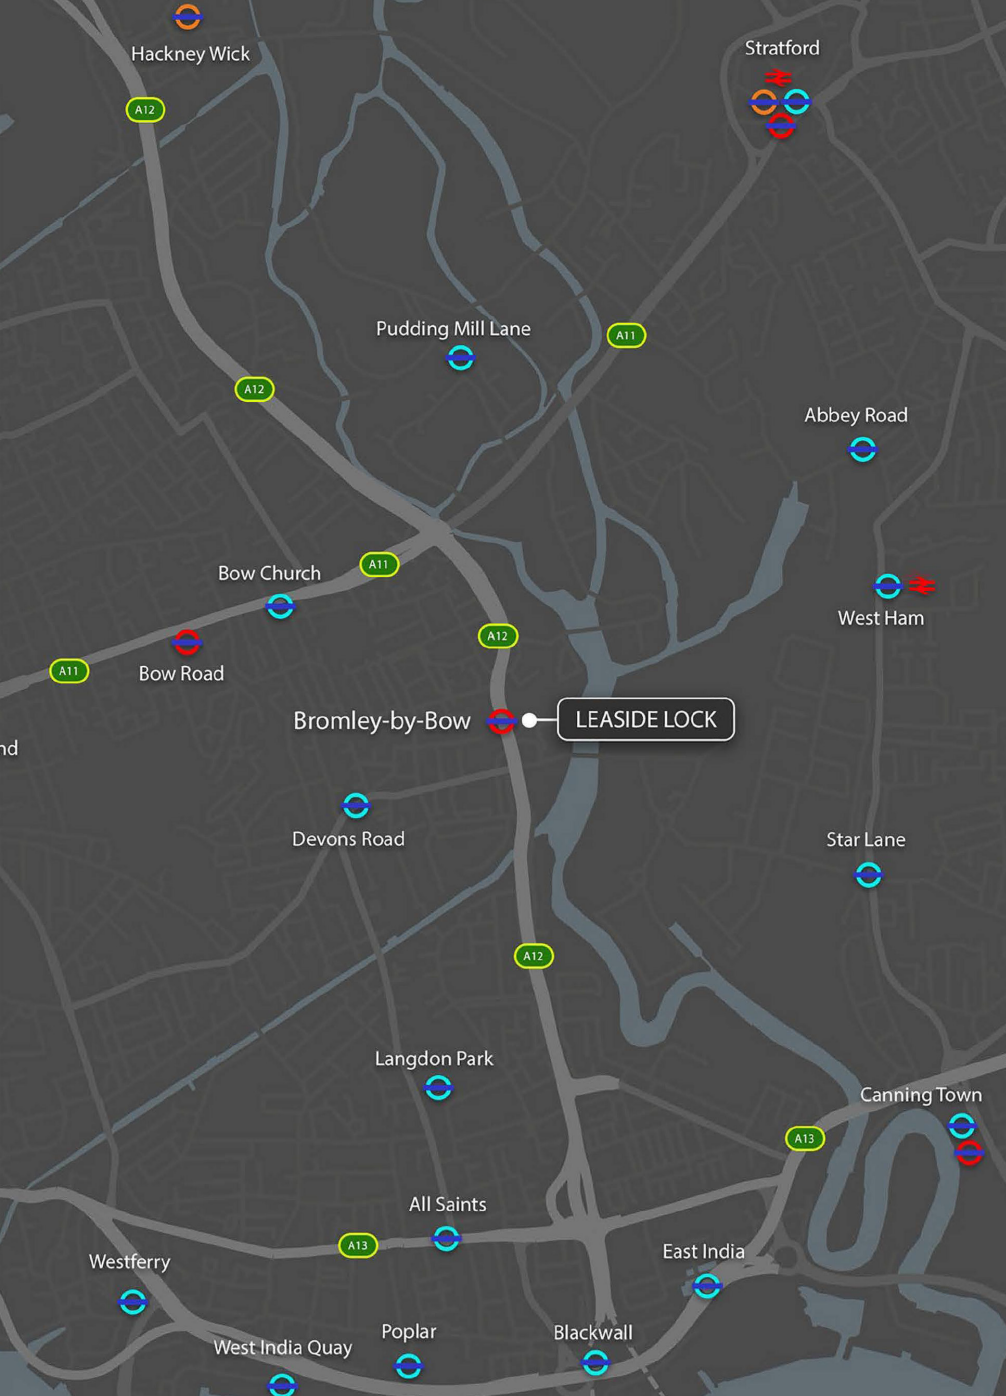 Hackney Wick
Stratford
A12
Pudding Mill Lane
A11
A12
Abbey Road
Bow Church
A11
West Ham
A12
Bow Road
A11
Bromley-by-Bow
LEASIDE LOCK
nd
Devons Road
Star Lane
A12
Langdon Park
Canning Town
A13
All Saints
A13
East India
Westferry
Poplar
Blackwall
West India Quay